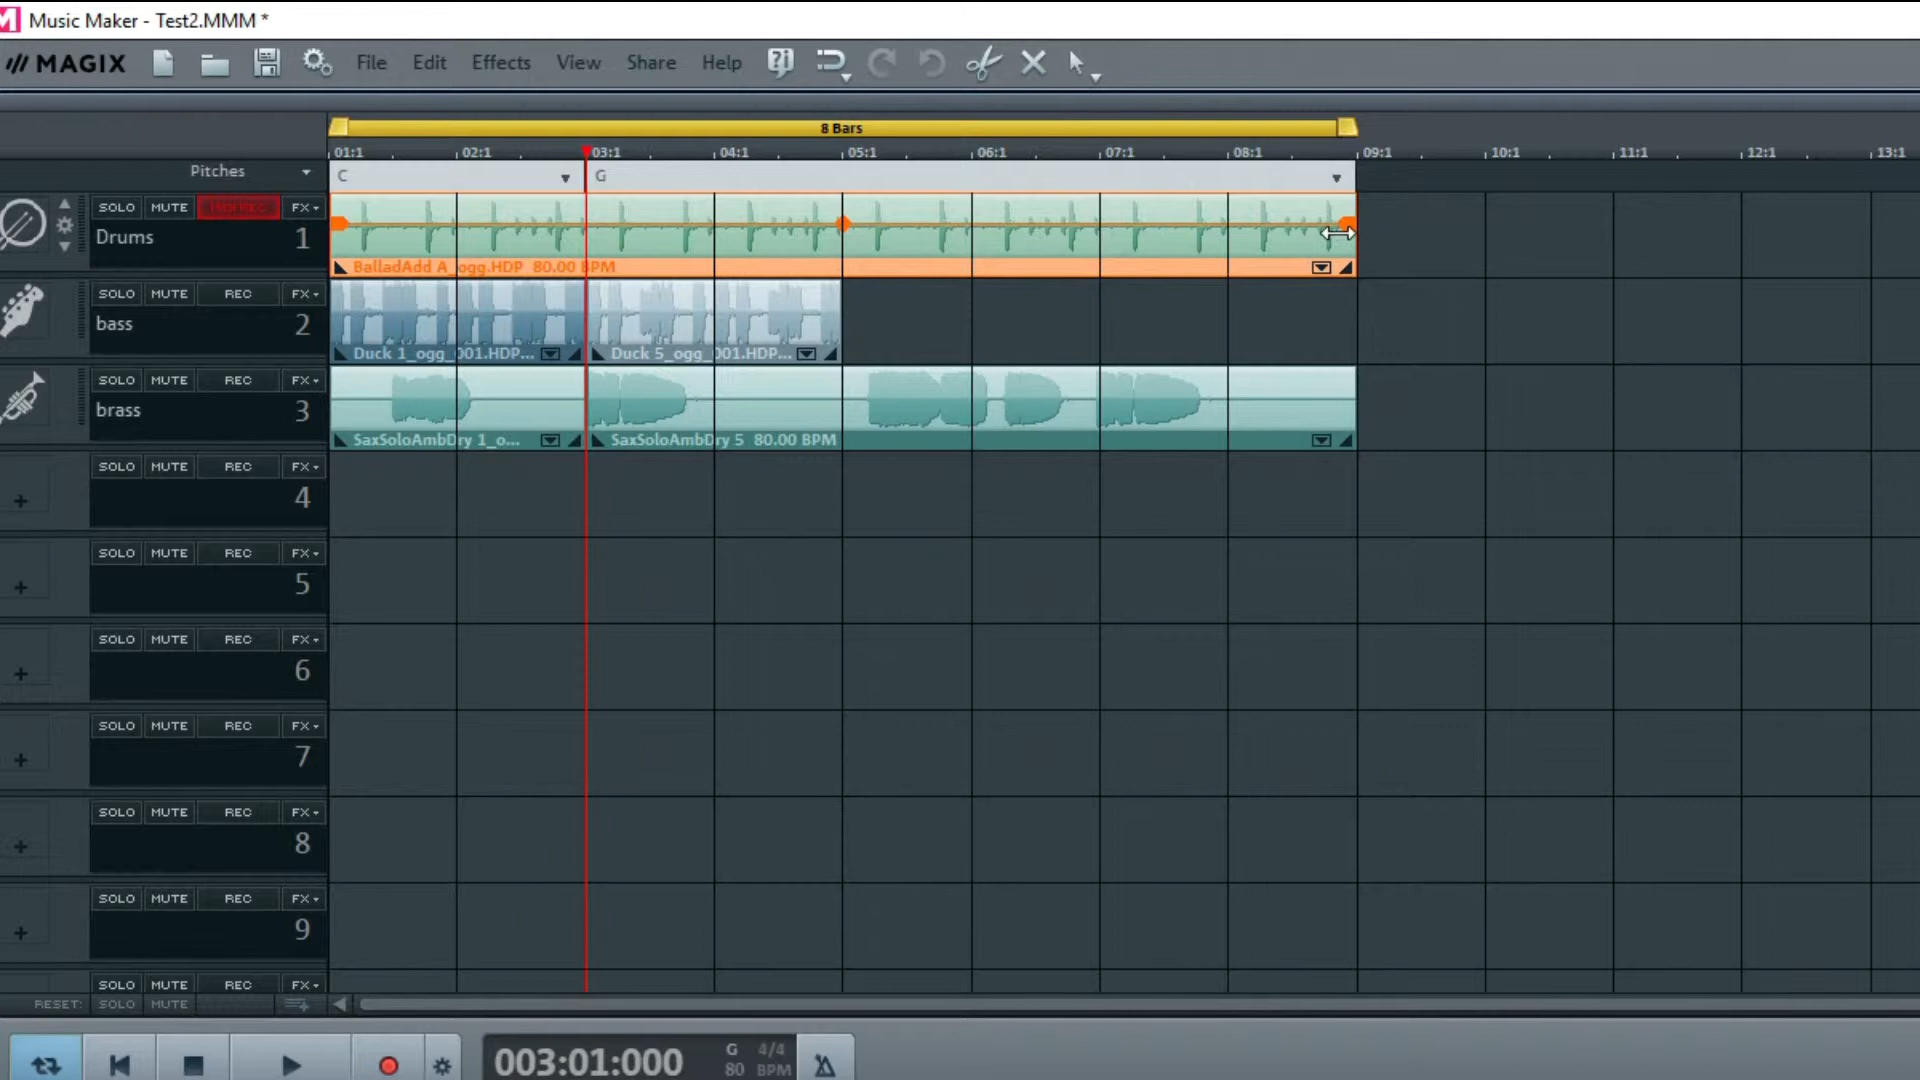 Music Maker - Test2.MMM *
MAGIX File Edit Effects View Share Help
8 Bars
01:1 02:1 03:1 04:1 05:1 06:1 07:1 08:1 09:1 10:1 11:1 12:1 13:1
Pitches C G
SOLO MUTE FX
Drums 1
BalladAdd A_ogg.HDP 80.00 BPM
SOLO MUTE REC FX
bass 2
Duck 1_ogg_001.HDP... Duck 5_ogg_001.HDP...
SOLO MUTE REC FX
brass 3
SaxSoloAmbDry 1_o... SaxSoloAmbDry 5 80.00 BPM
SOLO MUTE REC FX
4
SOLO MUTE REC FX
5
SOLO MUTE REC FX
6
SOLO MUTE REC FX
7
SOLO MUTE REC FX
8
SOLO MUTE REC FX
9
SOLO MUTE REC FX
RESET: SOLO MUTE
003:01:000 G 4/4
80 BPM